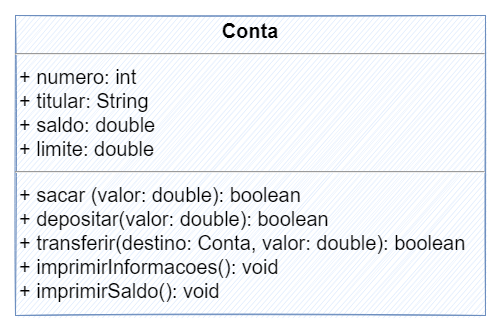 Conta
+ numero: int
+ titular: String
+ saldo: double
+ limite: double
+ sacar (valor: double): boolean
+ depositar(valor: double): boolean
+ transferir(destino: Conta, valor: double): boolean
+ imprimirInformacoes(): void
+ imprimirSaldo(): void